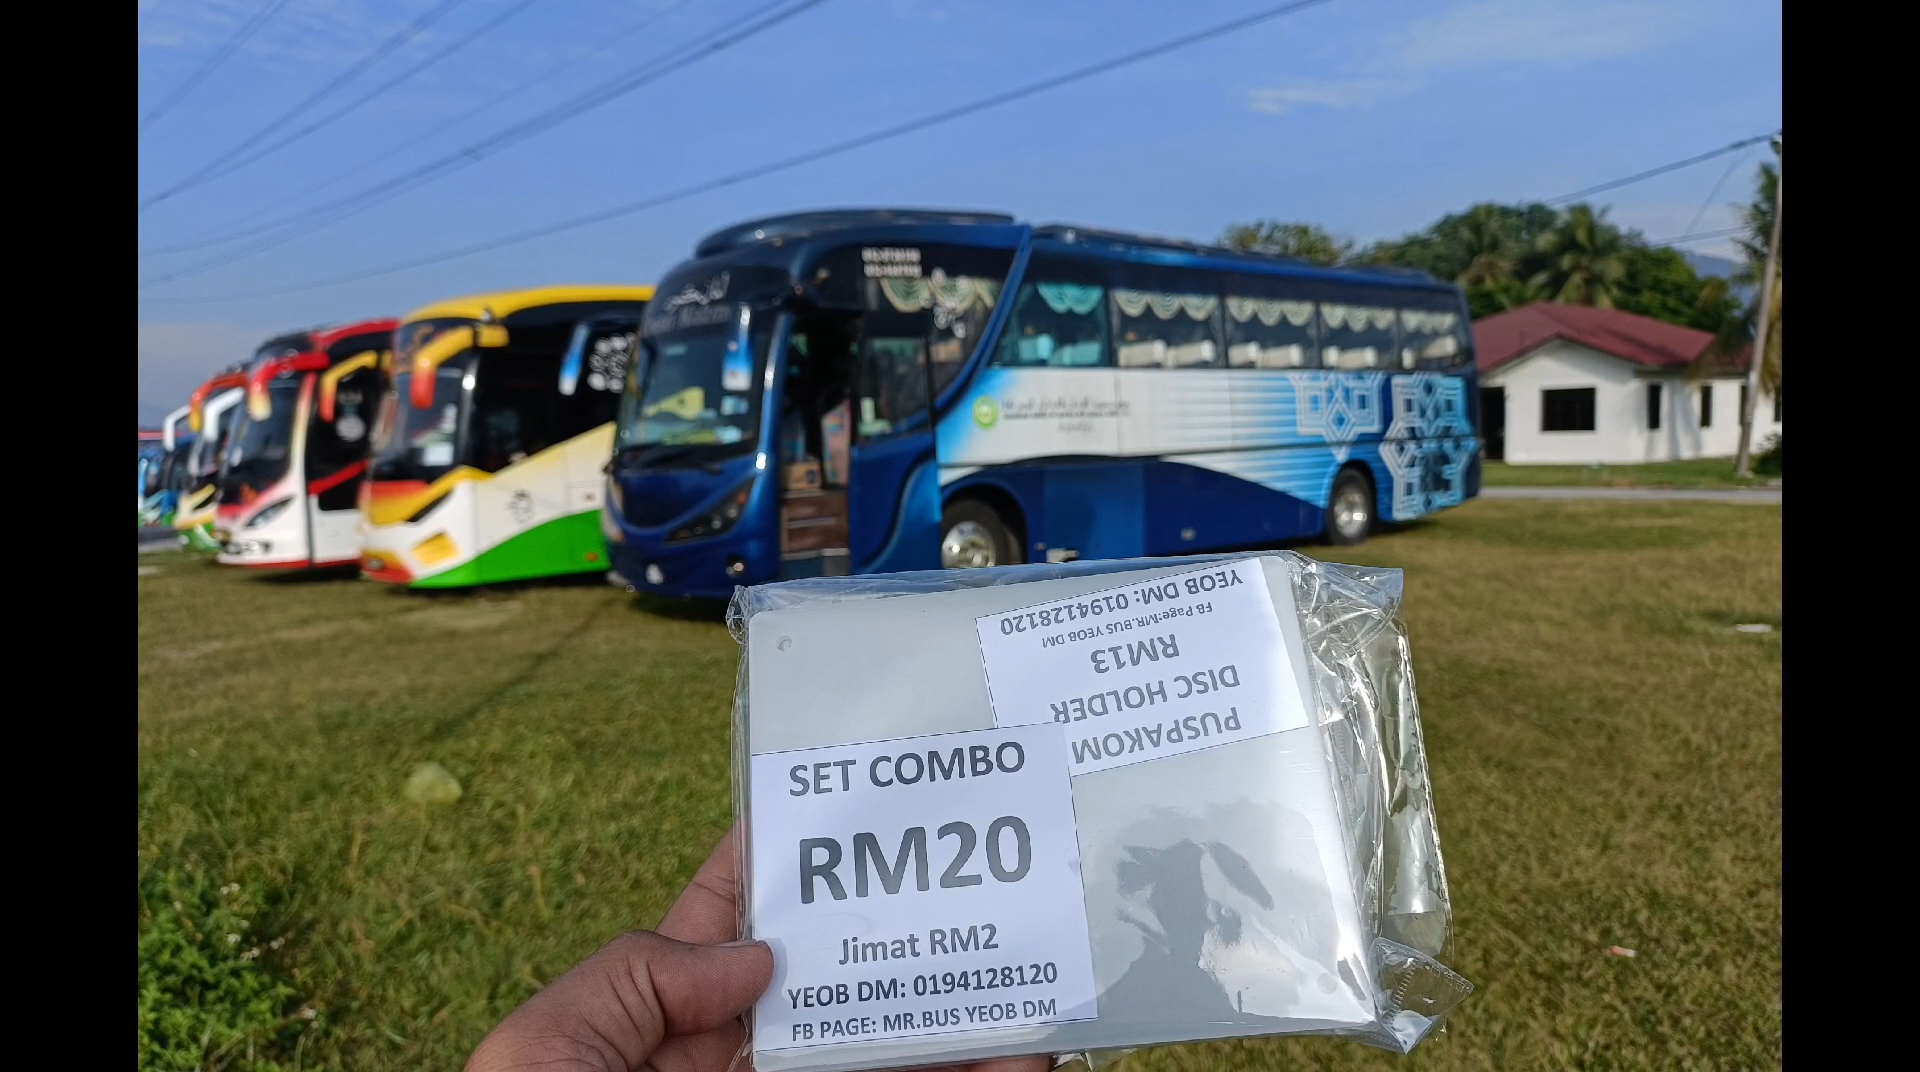 SET COMBO
RM20
Jimat RM2
YEOB DM: 0194128120
FB PAGE: MR.BUS YEOB DM
PUSPAKOM
DISC HOLDER
RM13
FB Page:MR.BUS YEOB DM
YEOB DM: 0194128120